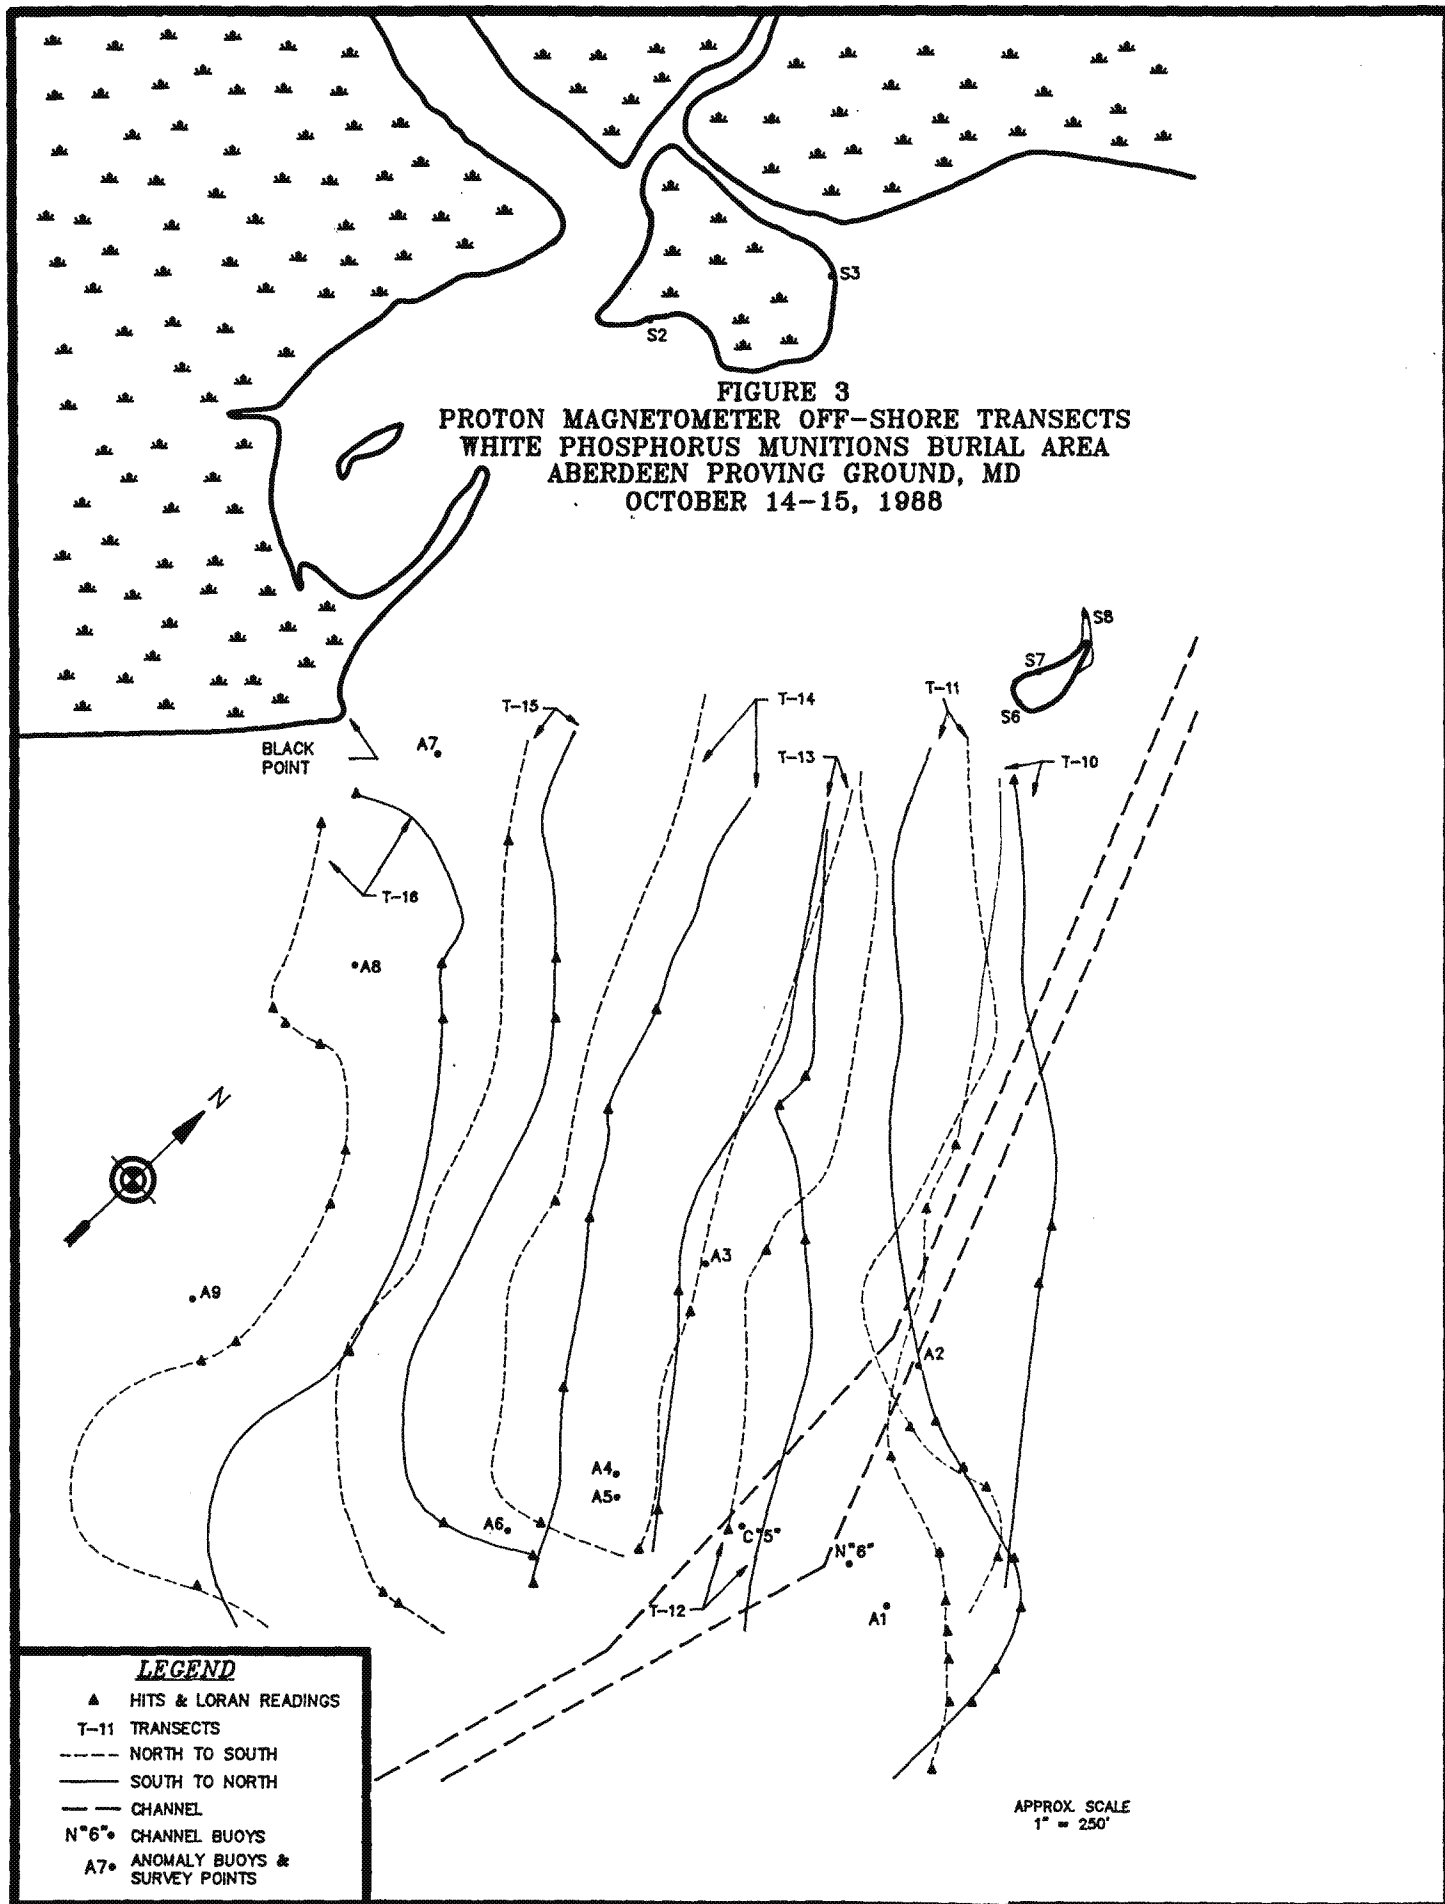 S3
S2
FIGURE 3
PROTON MAGNETOMETER OFF-SHORE TRANSECTS
WHITE PHOSPHORUS MUNITIONS BURIAL AREA
ABERDEEN PROVING GROUND, MD
OCTOBER 14-15, 1988
S8
S7
S6
T-11
T-15
T-14
BLACK
POINT
A7
T-13
T-10
T-16
A8
N
A3
A9
A2
A4
A5
A6
C"5"
N"6"
T-12
A1
LEGEND
HITS & LORAN READINGS
T-11 TRANSECTS
NORTH TO SOUTH
SOUTH TO NORTH
CHANNEL
N"6" CHANNEL BUOYS
A7 ANOMALY BUOYS &
SURVEY POINTS
APPROX. SCALE
1" = 250'